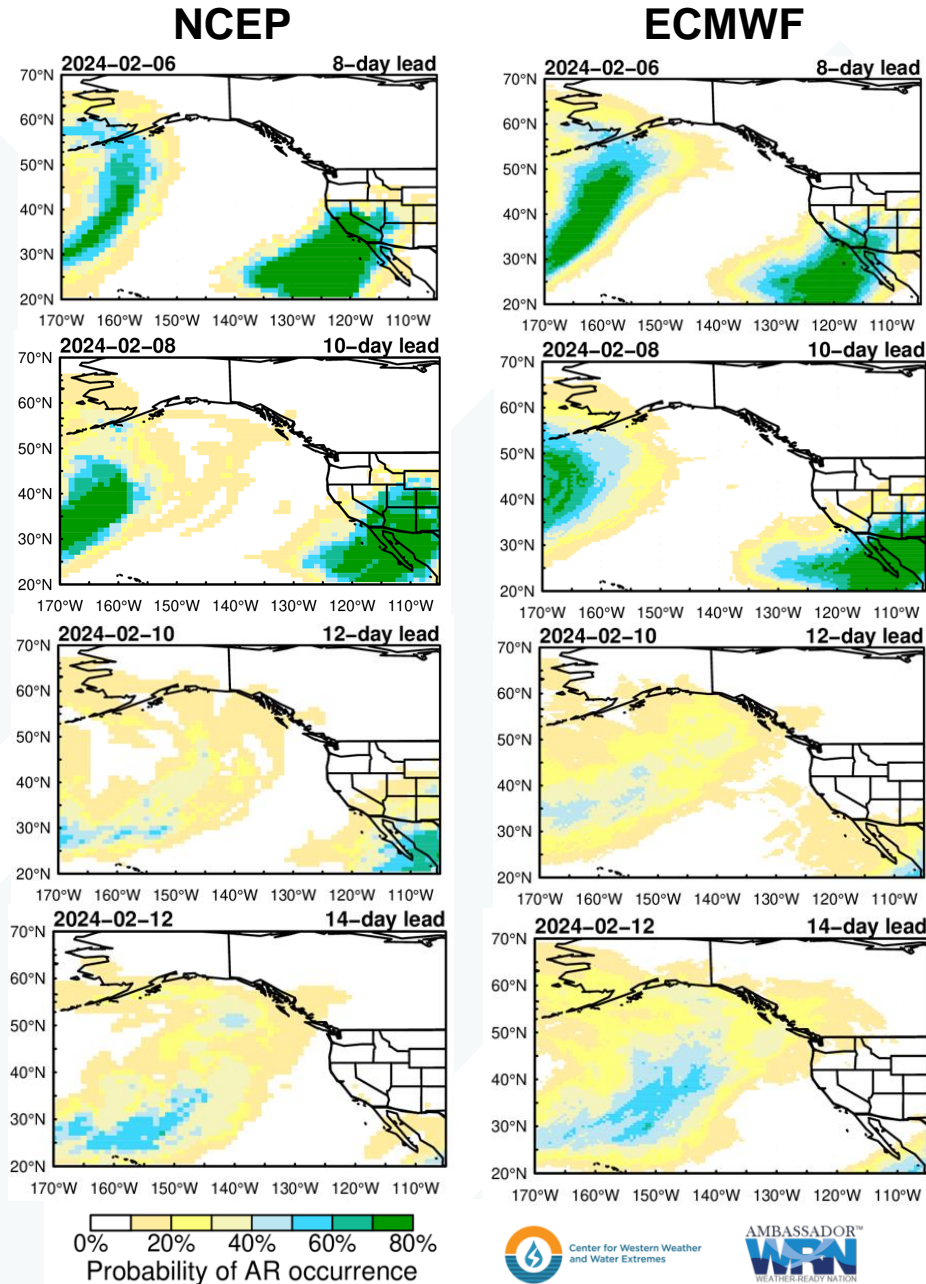 NCEP
ECMWF
2024-02-06 8-day lead
2024-02-06 8-day lead
70°N
60°N
50°N
40°N
30°N
20°N
170°W 160°W 150°W 140°W 130°W 120°W 110°W
70°N
60°N
50°N
40°N
30°N
20°N
170°W 160°W 150°W 140°W 130°W 120°W 110°W
2024-02-08 10-day lead
2024-02-08 10-day lead
70°N
60°N
50°N
40°N
30°N
20°N
170°W 160°W 150°W 140°W 130°W 120°W 110°W
70°N
60°N
50°N
40°N
30°N
20°N
170°W 160°W 150°W 140°W 130°W 120°W 110°W
2024-02-10 12-day lead
2024-02-10 12-day lead
70°N
60°N
50°N
40°N
30°N
20°N
170°W 160°W 150°W 140°W 130°W 120°W 110°W
70°N
60°N
50°N
40°N
30°N
20°N
170°W 160°W 150°W 140°W 130°W 120°W 110°W
2024-02-12 14-day lead
2024-02-12 14-day lead
70°N
60°N
50°N
40°N
30°N
20°N
170°W 160°W 150°W 140°W 130°W 120°W 110°W
70°N
60°N
50°N
40°N
30°N
20°N
170°W 160°W 150°W 140°W 130°W 120°W 110°W
0% 20% 40% 60% 80%
Probability of AR occurrence
Center for Western Weather
and Water Extremes
AMBASSADOR™
WRN
WEATHER-READY NATION